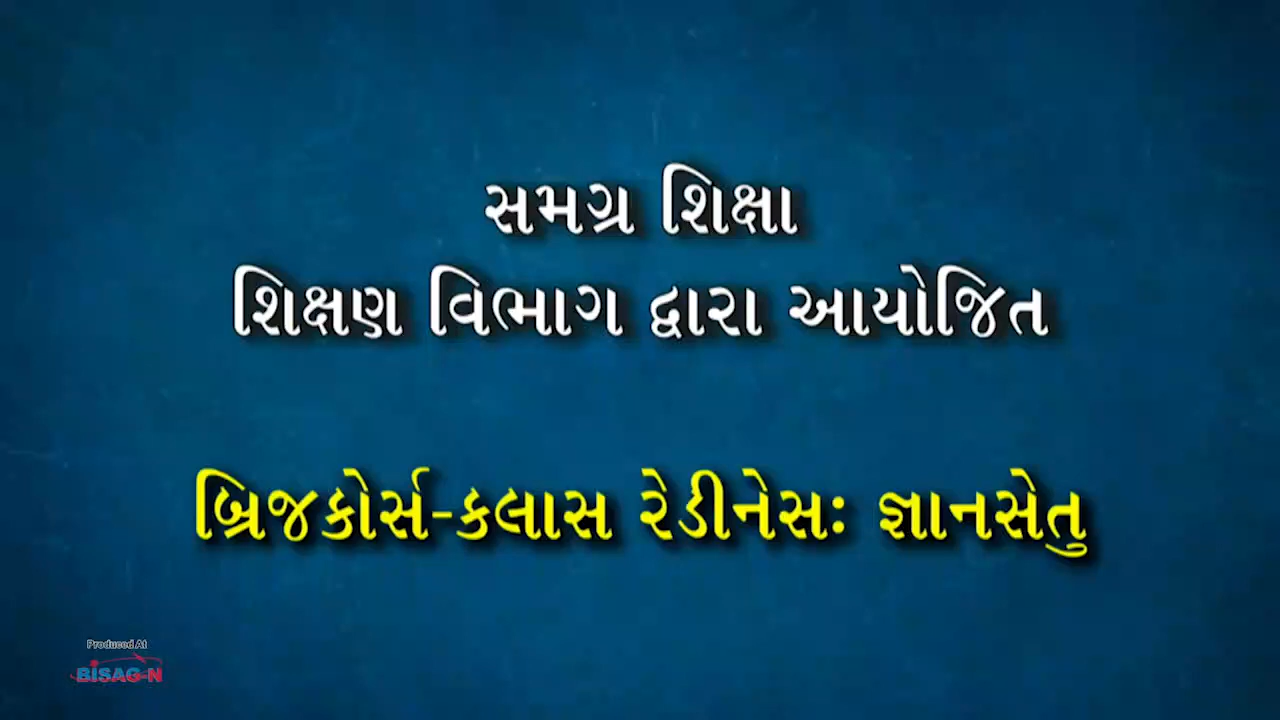 સમગ્ર શિક્ષા
શિક્ષણ વિભાગ દ્વારા આયોજિત
બ્રિજકોર્સ-કલાસ રેડીનેસઃ જ્ઞાનસેતુ
Produced At
BISAG-N